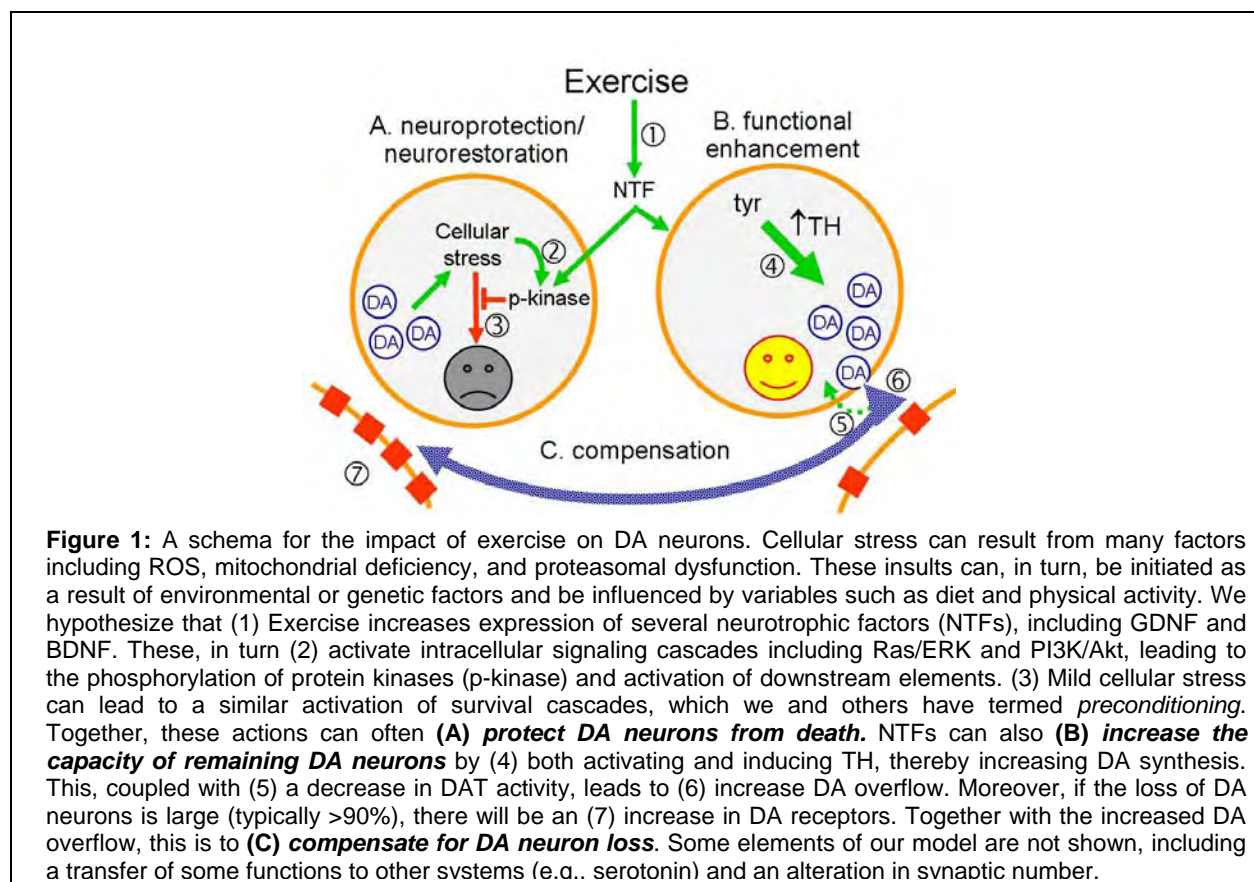 Exercise
A. neuroprotection/
neurorestoration
①
B. functional
enhancement
NTF
tyr
↑TH
Cellular
stress
②
④
p-kinase
③
DA
DA
DA
DA
DA
DA
DA
⑥
⑤
C. compensation
⑦
Figure 1: A schema for the impact of exercise on DA neurons. Cellular stress can result from many factors
including ROS, mitochondrial deficiency, and proteasomal dysfunction. These insults can, in turn, be initiated as
a result of environmental or genetic factors and be influenced by variables such as diet and physical activity. We
hypothesize that (1) Exercise increases expression of several neurotrophic factors (NTFs), including GDNF and
BDNF. These, in turn (2) activate intracellular signaling cascades including Ras/ERK and PI3K/Akt, leading to
the phosphorylation of protein kinases (p-kinase) and activation of downstream elements. (3) Mild cellular stress
can lead to a similar activation of survival cascades, which we and others have termed preconditioning.
Together, these actions can often (A) protect DA neurons from death. NTFs can also (B) increase the
capacity of remaining DA neurons by (4) both activating and inducing TH, thereby increasing DA synthesis.
This, coupled with (5) a decrease in DAT activity, leads to (6) increase DA overflow. Moreover, if the loss of DA
neurons is large (typically >90%), there will be an (7) increase in DA receptors. Together with the increased DA
overflow, this is to (C) compensate for DA neuron loss. Some elements of our model are not shown, including
a transfer of some functions to other systems (e.g., serotonin) and an alteration in synaptic number.